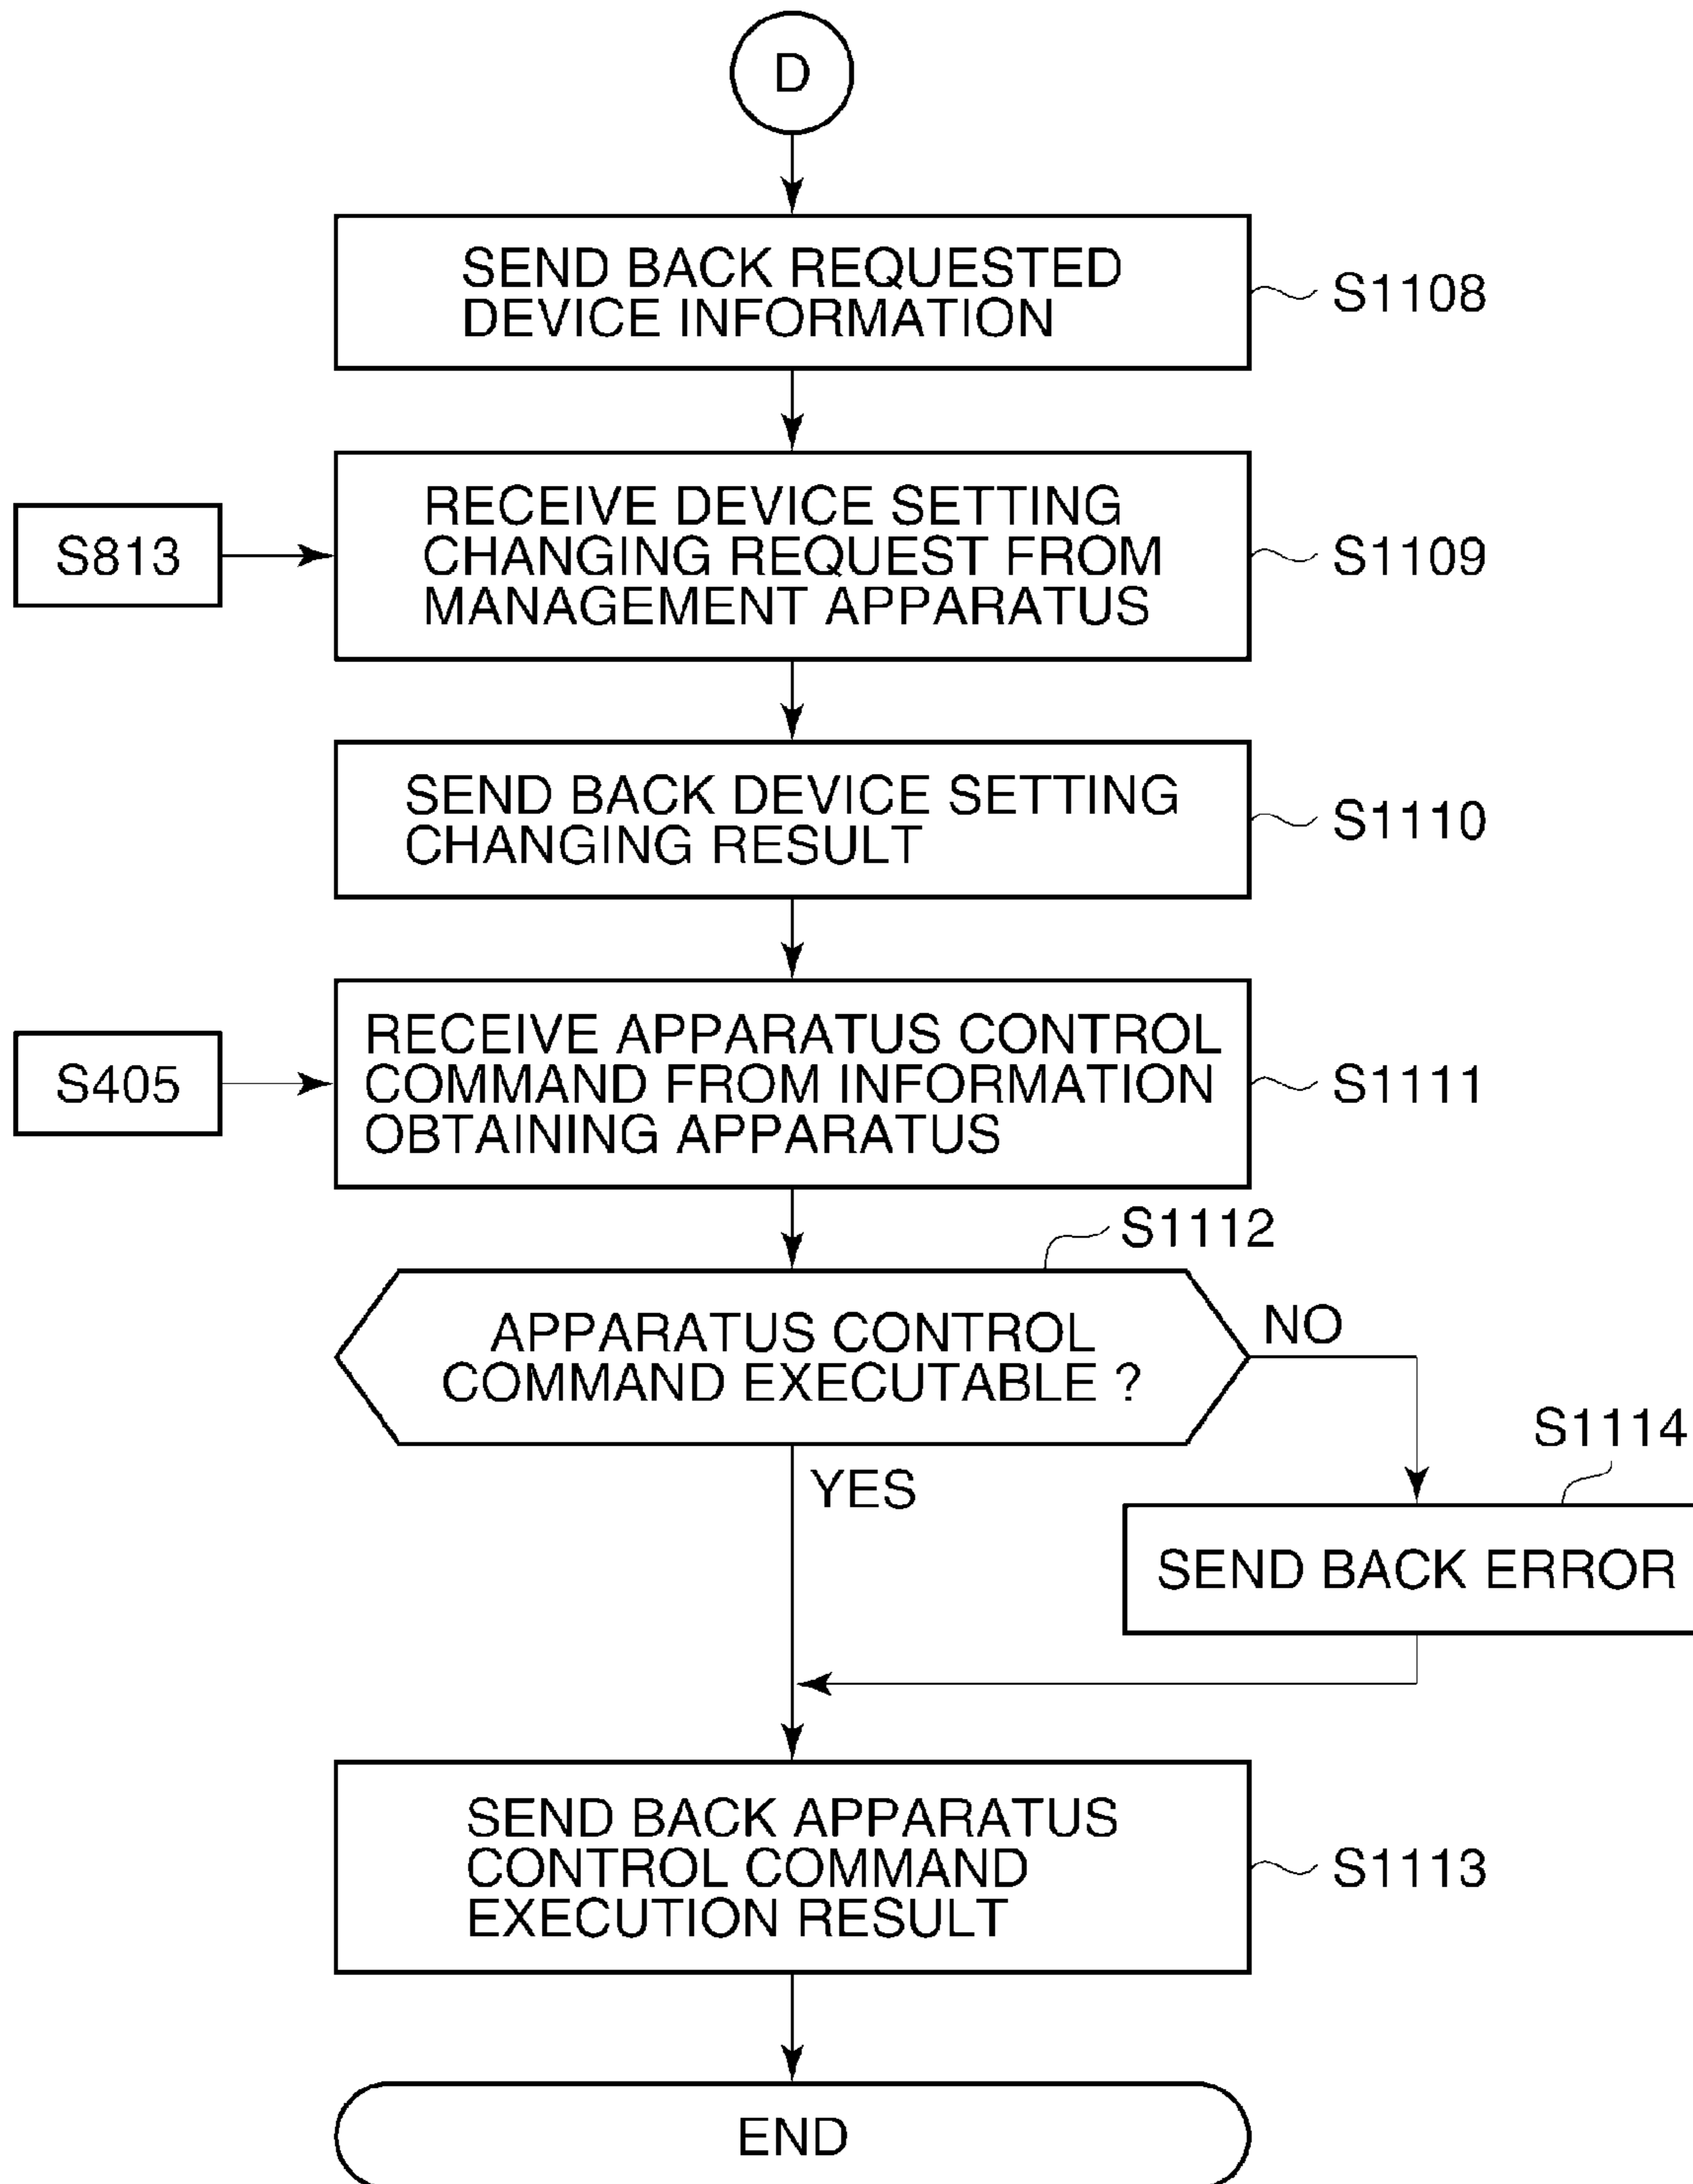 D
SEND BACK REQUESTED
DEVICE INFORMATION
S1108
S813
RECEIVE DEVICE SETTING
CHANGING REQUEST FROM
MANAGEMENT APPARATUS
S1109
SEND BACK DEVICE SETTING
CHANGING RESULT
S1110
S405
RECEIVE APPARATUS CONTROL
COMMAND FROM INFORMATION
OBTAINING APPARATUS
S1111
S1112
APPARATUS CONTROL
COMMAND EXECUTABLE ?
NO
YES
S1114
SEND BACK ERROR
SEND BACK APPARATUS
CONTROL COMMAND
EXECUTION RESULT
S1113
END